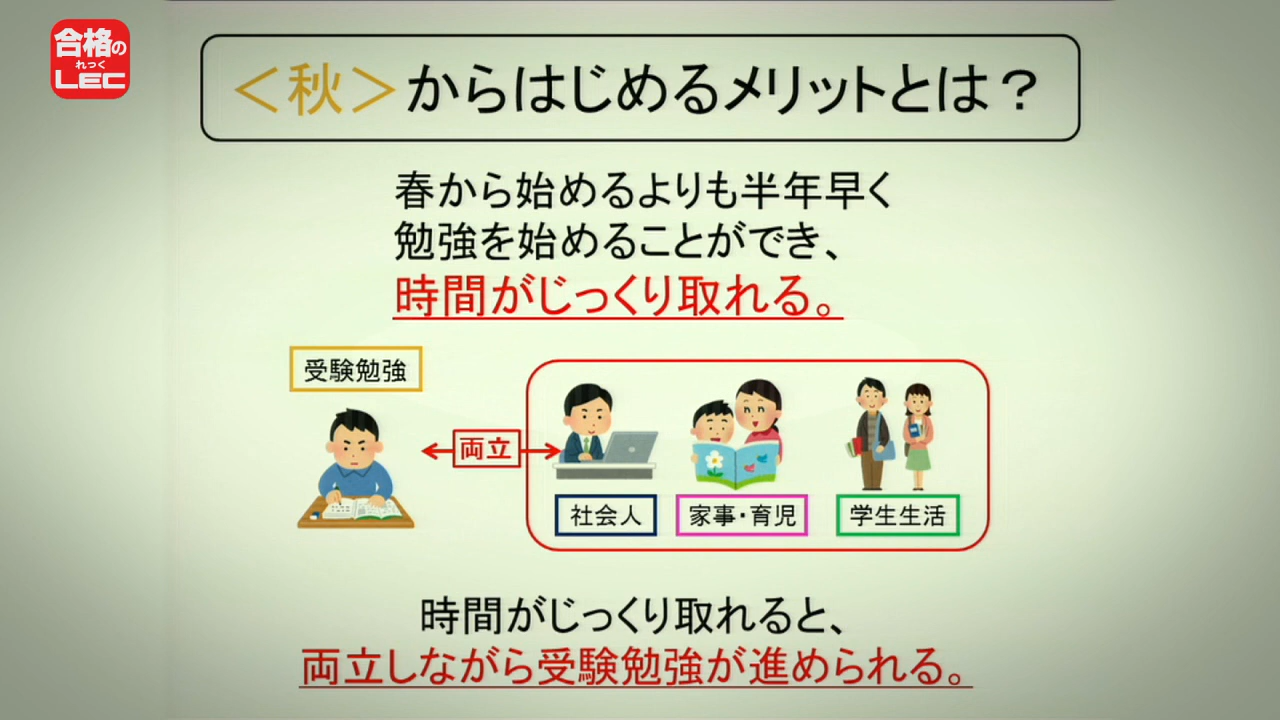 合格の
れっく
LEC
＜秋＞からはじめるメリットとは？
春から始めるよりも半年早く
勉強を始めることができ、
時間がじっくり取れる。
受験勉強
両立
社会人
家事・育児
学生生活
時間がじっくり取れると、
両立しながら受験勉強が進められる。